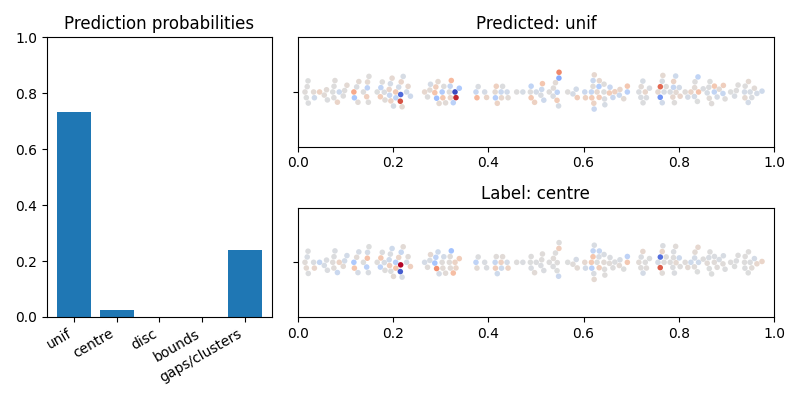 Prediction probabilities
1.0
0.8
0.6
0.4
0.2
0.0
unif
centre
disc
bounds
gaps/clusters
Predicted: unif
0.0 0.2 0.4 0.6 0.8 1.0
Label: centre
0.0 0.2 0.4 0.6 0.8 1.0